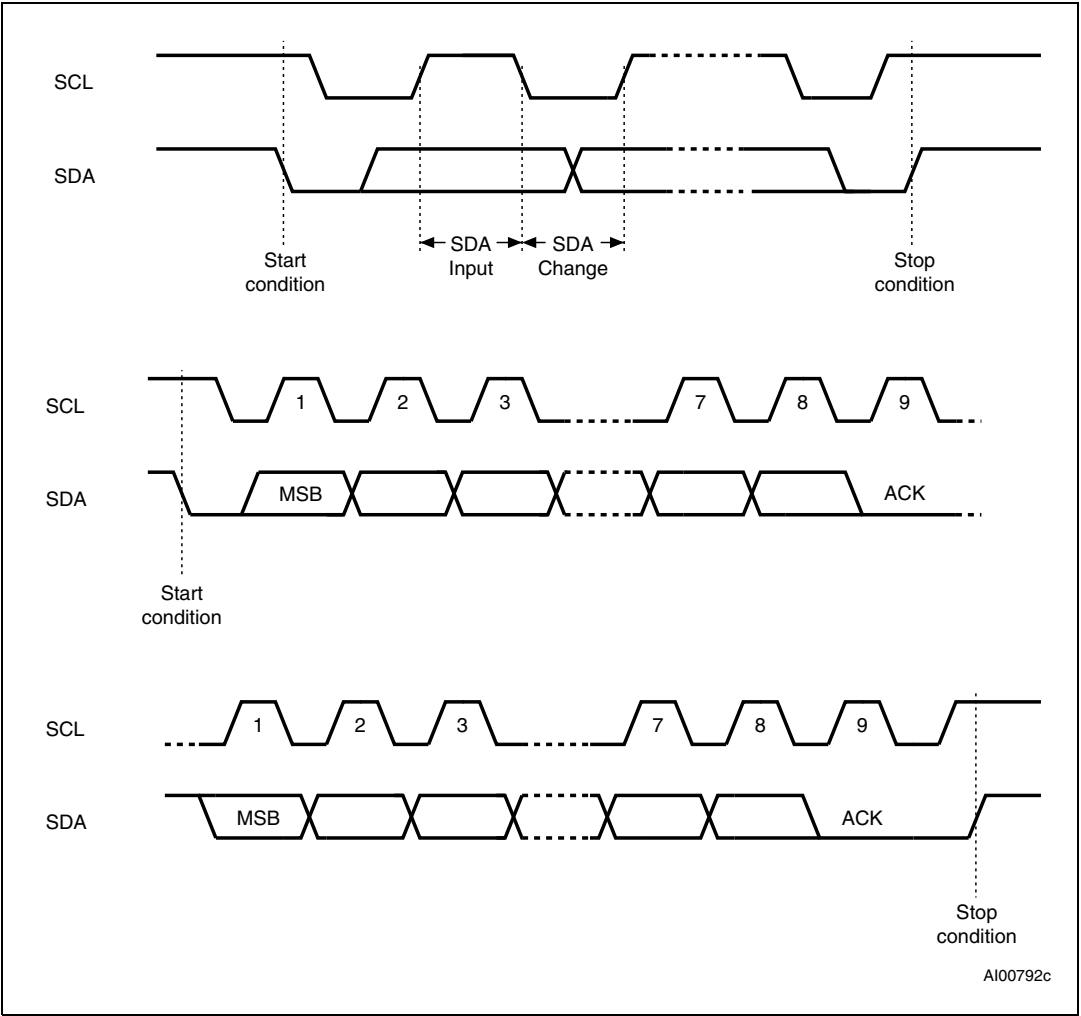 SCL
SDA
SDA
Input
SDA
Change
Start
condition
Stop
condition
SCL
1 2 3 7 8 9
SDA
MSB ACK
Start
condition
SCL
1 2 3 7 8 9
SDA
MSB ACK
Stop
condition
AI00792c